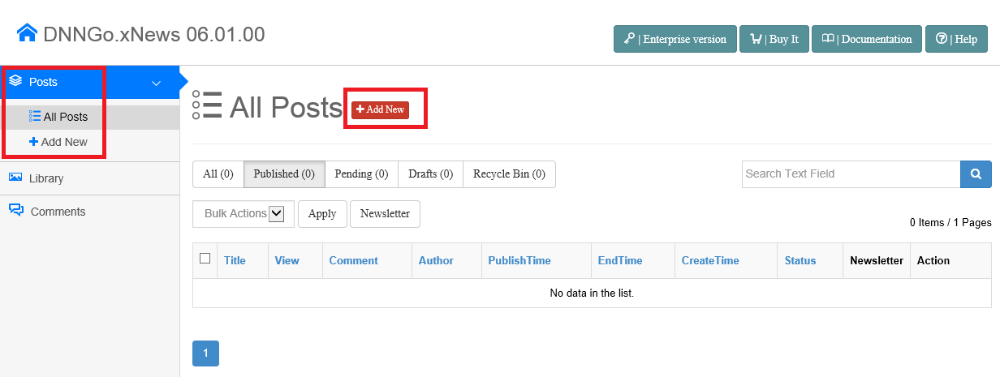 DNNGo.xNews 06.01.00
| Enterprise version
| Buy It
| Documentation
| Help
Posts
All Posts
Add New
Library
Comments
All Posts
Add New
All (0)
Published (0)
Pending (0)
Drafts (0)
Recycle Bin (0)
Search Text Field
Bulk Actions
Apply
Newsletter
0 Items / 1 Pages
Title View Comment Author PublishTime EndTime CreateTime Status Newsletter Action
No data in the list.
1